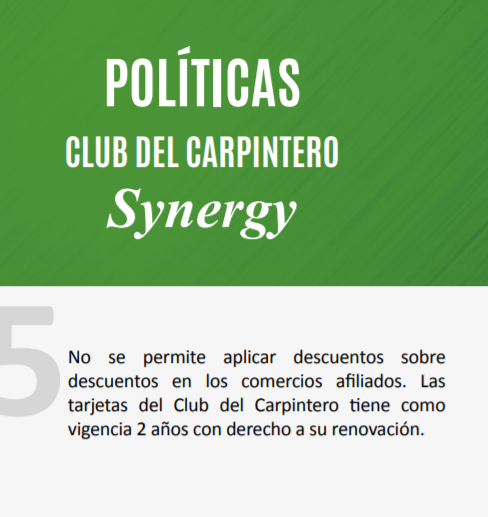 POLÍTICAS
CLUB DEL CARPINTERO
Synergy
5
No se permite aplicar descuentos sobre
descuentos en los comercios afiliados. Las
tarjetas del Club del Carpintero tiene como
vigencia 2 años con derecho a su renovación.